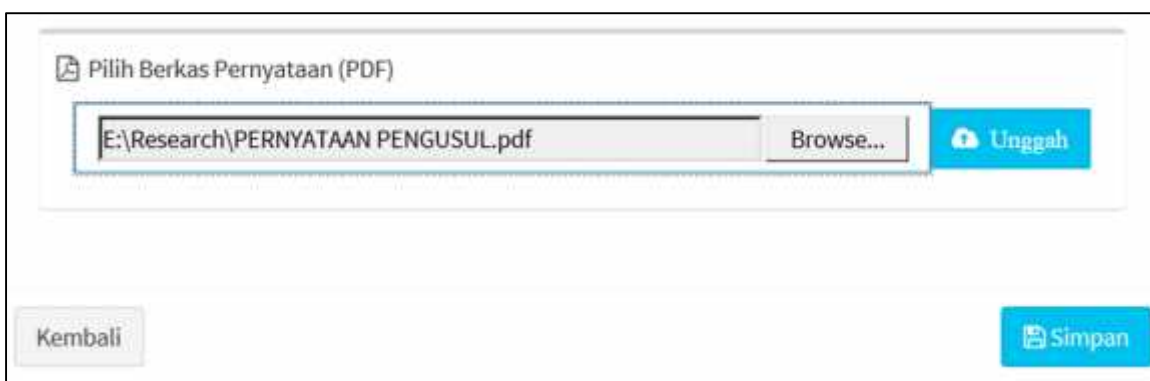 Pilih Berkas Pernyataan (PDF)
E:\Research\PERNYATAAN PENGUSUL.pdf Browse... Unggah
Kembali Simpan